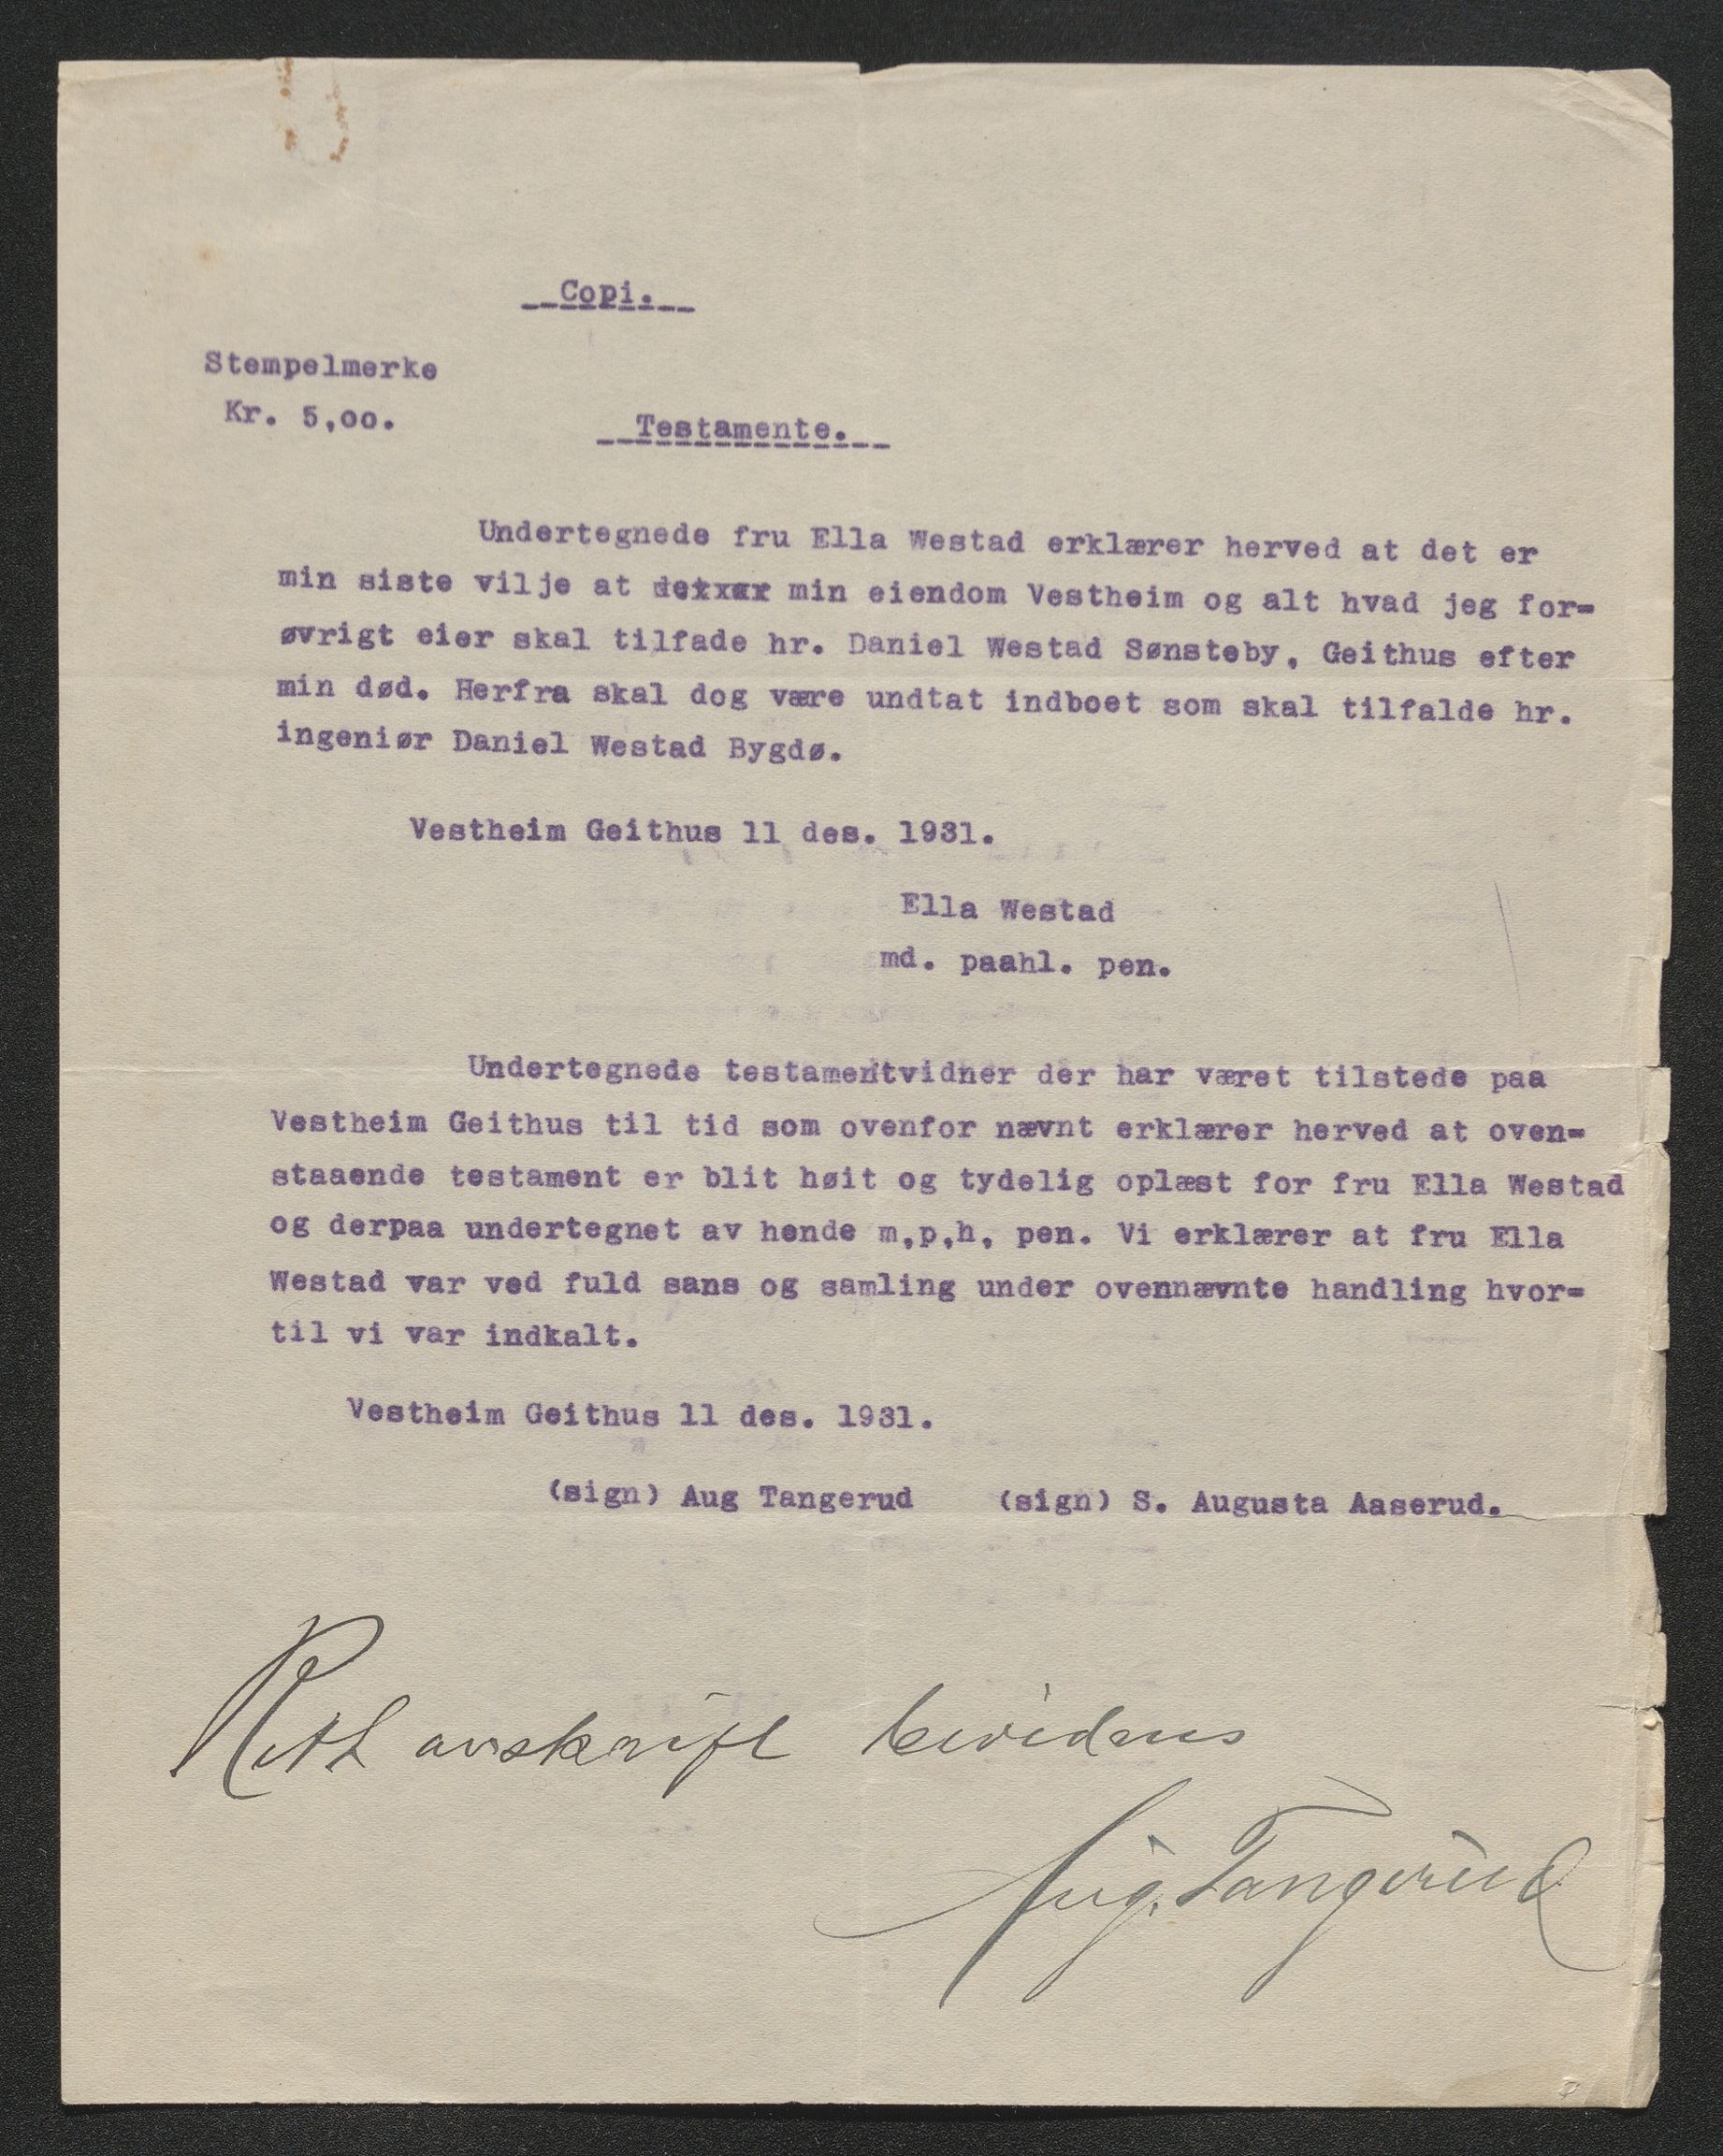 Copi.
Stempelmerke
Kr. 5,oo.
Testamente.
Undertegnede fru Ella Westad erklærer herved at det er
min siste vilje at min eiendom Vestheim og alt hvad jeg for=
øvrigt eier skal tilfade hr. Daniel Westad Sønsteby, Geithus efter
min død. Herfra skal dog være undtat indboet som skal tilfalde hr.
ingeniør Daniel Westad Bygdø.
Vestheim Geithus 11 des. 1931.
Ella Westad
md. paahl. pen.
Undertegnede testamentvidner der har været tilstede paa
Vestheim Geithus til tid som ovenfor nævnt erklærer herved at oven=
staaende testament er blit høit og tydelig oplæst for fru Ella Westad
og derpaa undertegnet av hende m,p,h, pen. Vi erklærer at fru Ella
Westad var ved fuld sans og samling under ovennævnte handling hvor=
til vi var indkalt.
Vestheim Geithus 11 des. 1931.
(sign) Aug Tangerud (sign) S. Augusta Aaserud.
Ret avskrift bevidnes
Aug. Tangerud